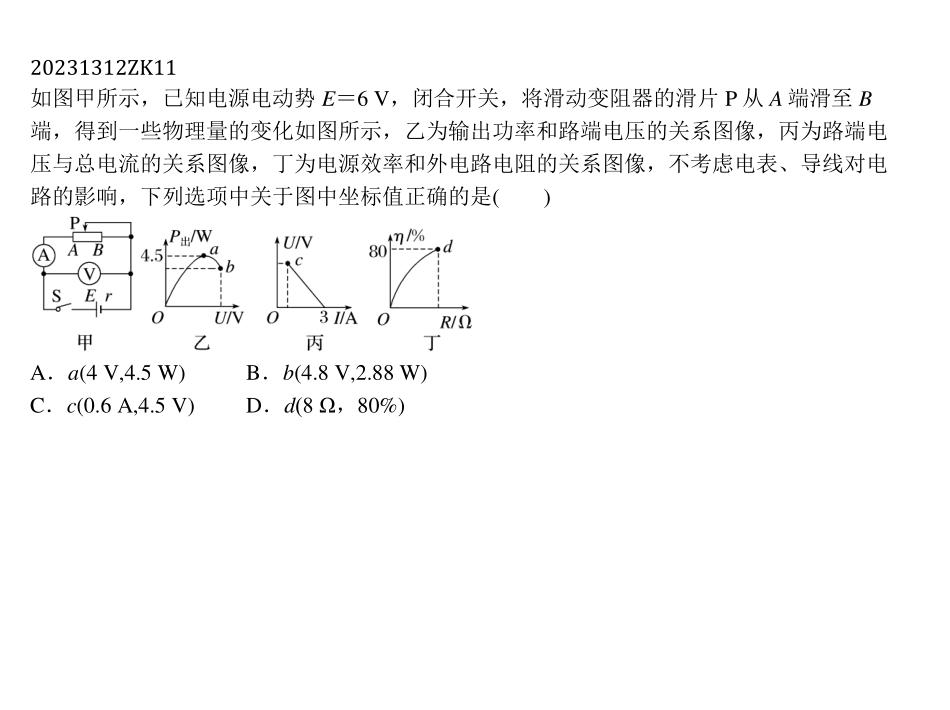 20231312ZK11
如图甲所示，已知电源电动势 E＝6 V，闭合开关，将滑动变阻器的滑片 P 从 A 端滑至 B
端，得到一些物理量的变化如图所示，乙为输出功率和路端电压的关系图像，丙为路端电
压与总电流的关系图像，丁为电源效率和外电路电阻的关系图像，不考虑电表、导线对电
路的影响，下列选项中关于图中坐标值正确的是(　　)
P
A A B
V
S E r
甲
P出/W
4.5 a
b
O U/V
乙
U/V
c
O 3 I/A
丙
η/%
80 d
O R/Ω
丁
A．a(4 V,4.5 W) B．b(4.8 V,2.88 W)
C．c(0.6 A,4.5 V) D．d(8 Ω，80%)